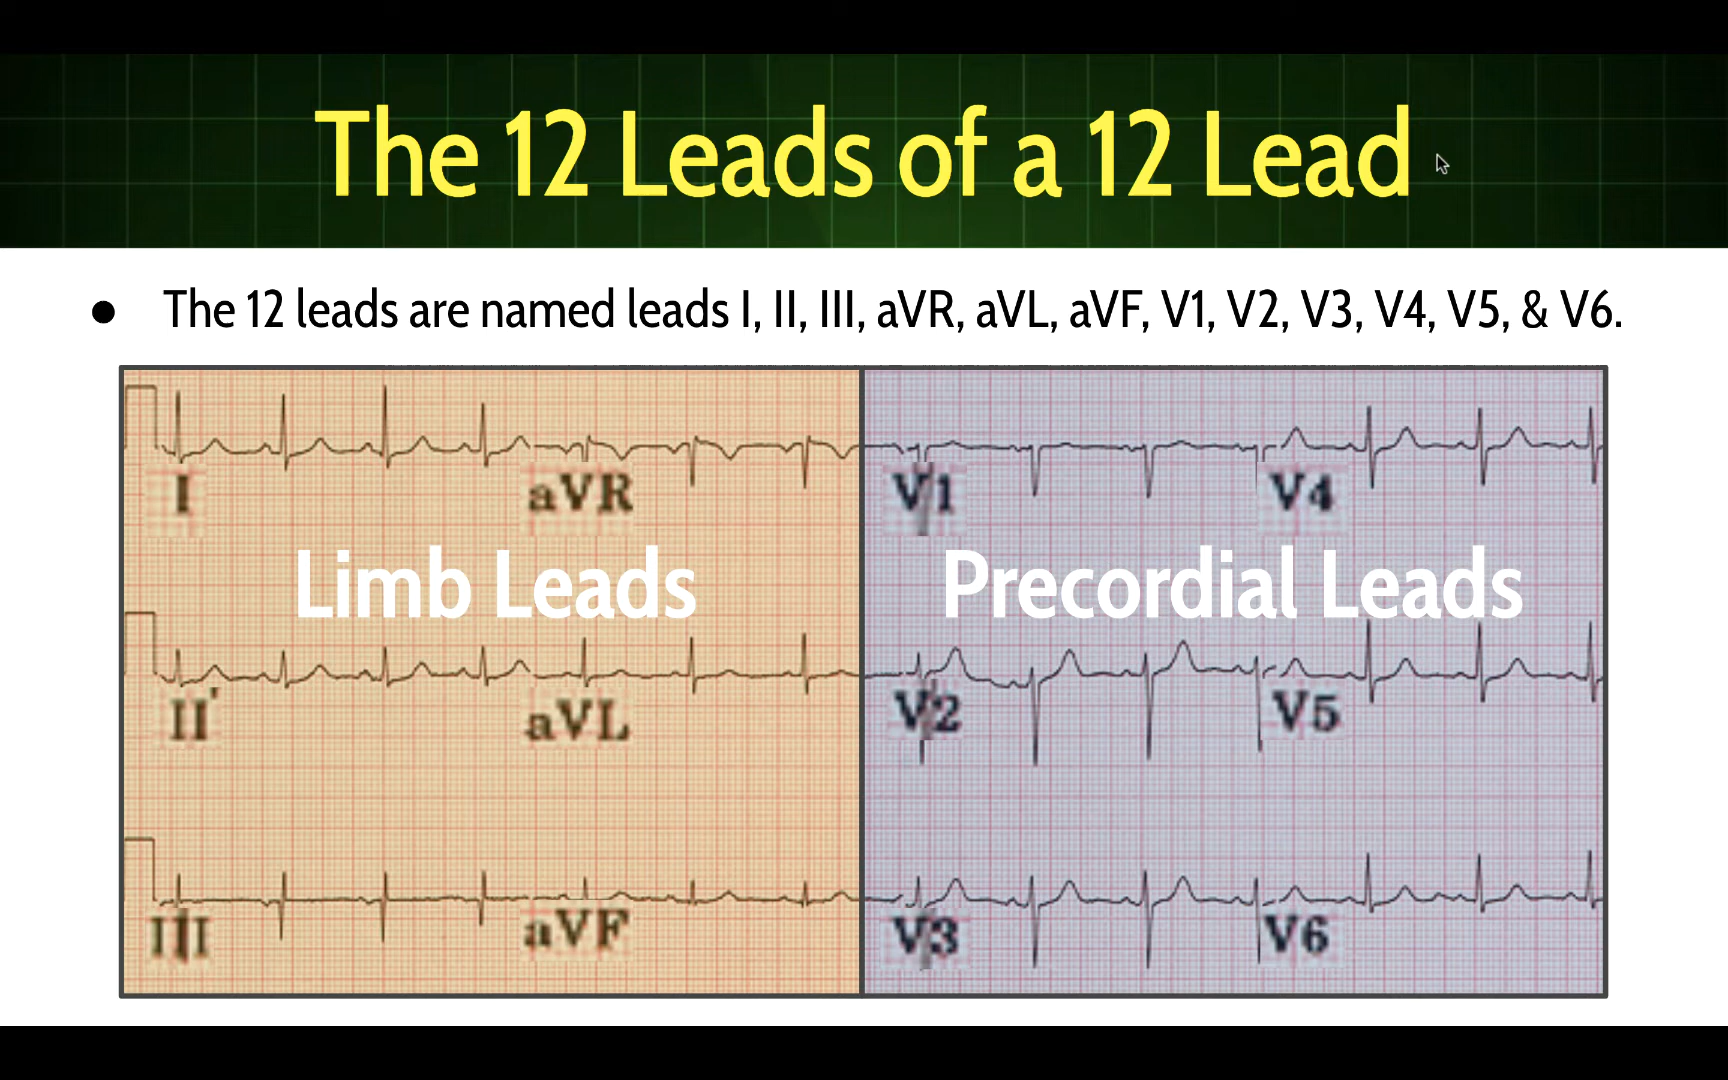 The 12 Leads of a 12 Lead
● The 12 leads are named leads I, II, III, aVR, aVL, aVF, V1, V2, V3, V4, V5, & V6.
I aVR V1 V4
Limb Leads Precordial Leads
II aVL V2 V5
III aVF V3 V6